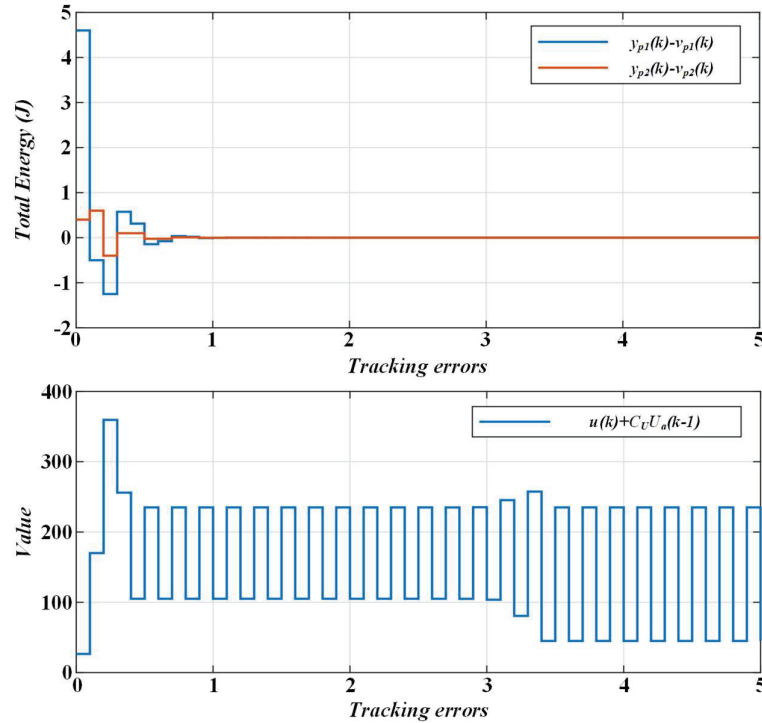 5
4
3
2
1
0
-1
-2
Total Energy (J)
y_p1(k)-v_p1(k)
y_p2(k)-v_p2(k)
0 1 2 3 4 5
Tracking errors
400
300
200
100
0
Value
u(k)+C_U U_a(k-1)
0 1 2 3 4 5
Tracking errors